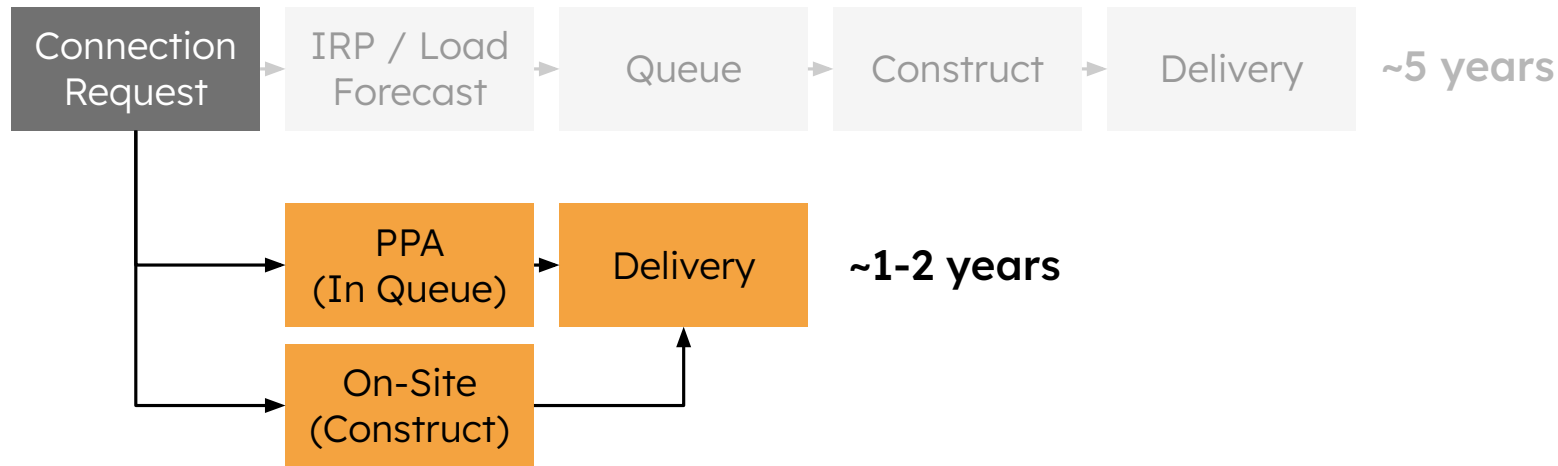 Connection
Request
IRP / Load
Forecast
Queue
Construct
Delivery
~5 years
PPA
(In Queue)
Delivery
~1-2 years
On-Site
(Construct)